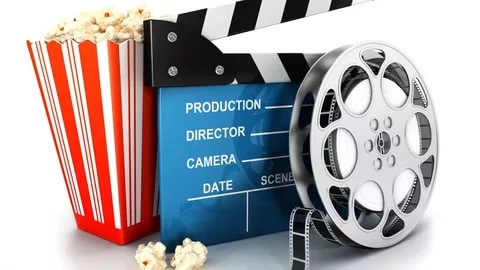 PRODUCTION
DIRECTOR
CAMERA
DATE SCENE